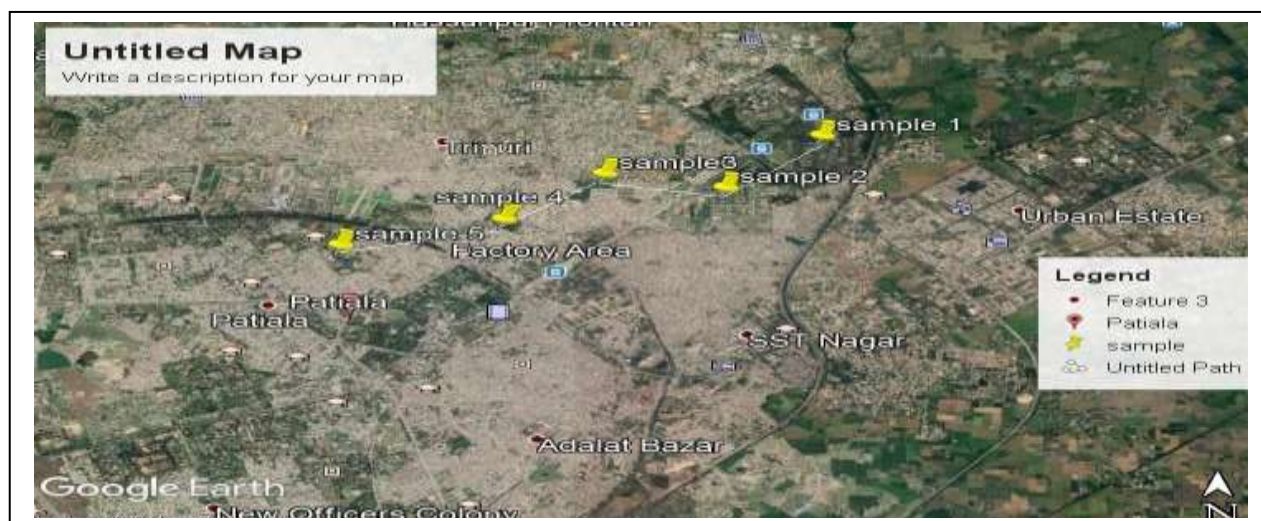 Untitled Map
Write a description for your map
sample 1
Trimuri
sample3
sample 2
sample 4
Urban Estate
sample 5
Factory Area
Legend
Feature 3
Patiala
sample
Untitled Path
Patiala
Patiala
SST Nagar
Adalat Bazar
Google Earth
New Officers Colony
N